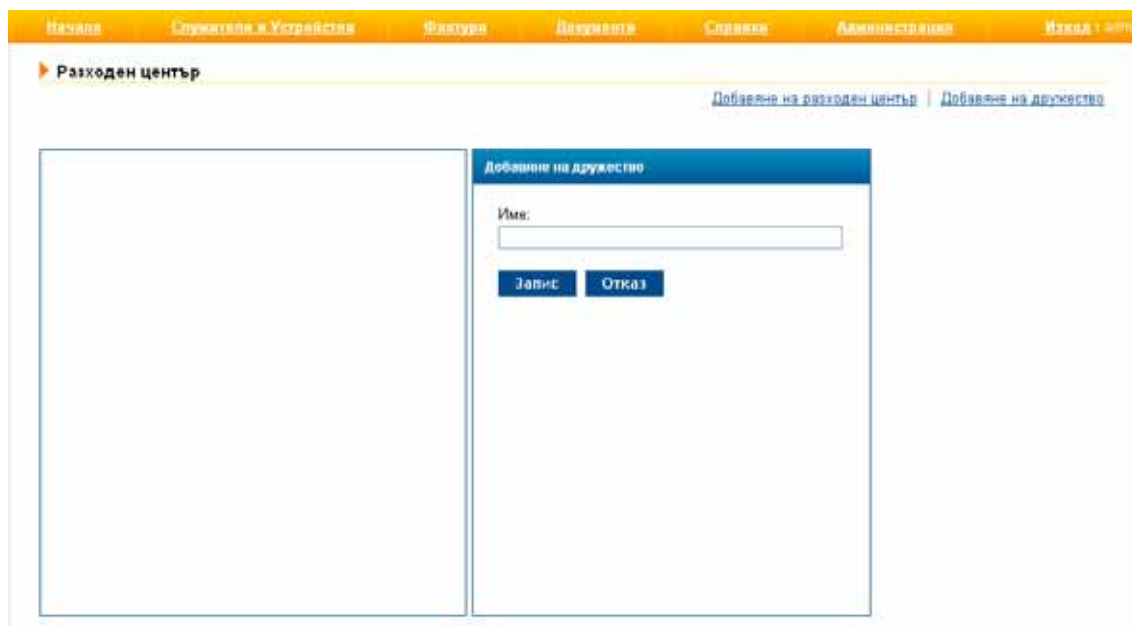 Начало Служители и Устройства Фактури Документи Справки Администрация Изход :
Разходен център
Добавяне на разходен център | Добавяне на дружество
Добавяне на дружество
Име:
Запис Отказ